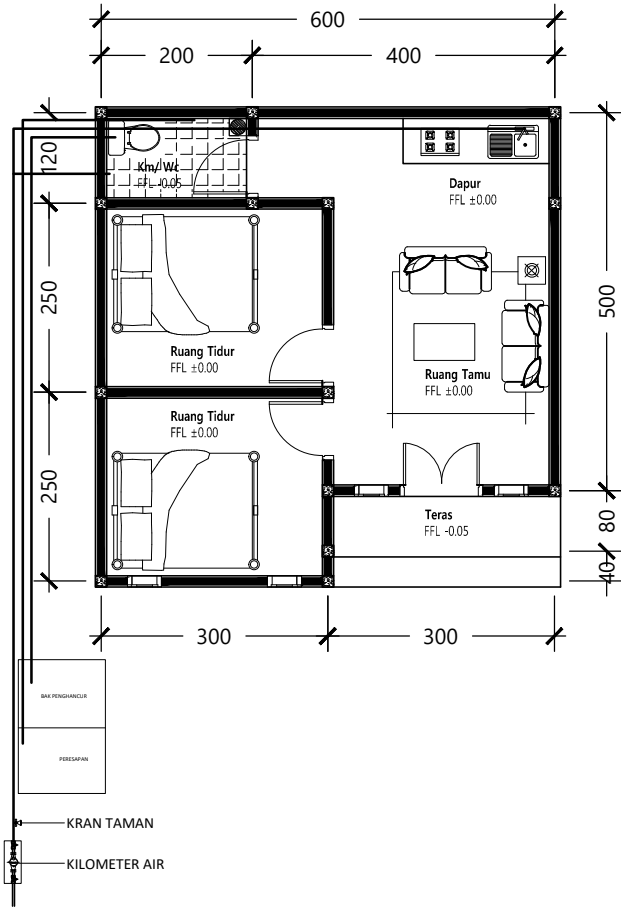 600
200
400
120
Km/ Wc
FFL -0.05
Dapur
FFL ±0.00
250
500
Ruang Tidur
FFL ±0.00
Ruang Tamu
FFL ±0.00
Ruang Tidur
FFL ±0.00
250
Teras
FFL -0.05
80
40
300
300
BAK PENGHANCUR
PERESAPAN
KRAN TAMAN
KILOMETER AIR